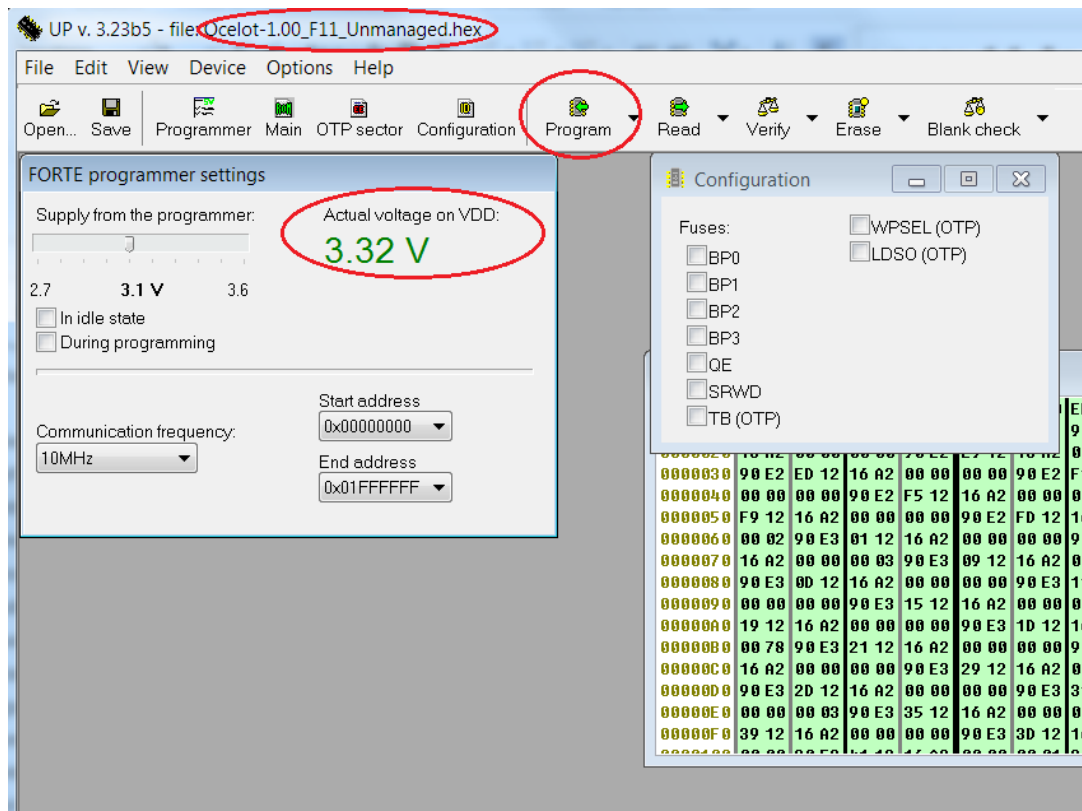 UP v. 3.23b5 - file: Ocelot-1.00_F11_Unmanaged.hex
File Edit View Device Options Help
Open... Save Programmer Main OTP sector Configuration Program Read Verify Erase Blank check
FORTE programmer settings
Supply from the programmer:
Actual voltage on VDD:
3.32 V
2.7 3.1 V 3.6
In idle state
During programming
Communication frequency:
10MHz
Start address
0x00000000
End address
0x01FFFFFF
Configuration
Fuses:
BP0
BP1
BP2
BP3
QE
SRWD
TB (OTP)
WPSEL (OTP)
LDSO (OTP)
0000030 90 E2 ED 12 16 A2 00 00 00 00 90 E2
0000040 00 00 00 00 90 E2 F5 12 16 A2 00 00
0000050 F9 12 16 A2 00 00 00 00 90 E2 FD 12
0000060 00 02 90 E3 01 12 16 A2 00 00 00 00
0000070 16 A2 00 00 00 03 90 E3 09 12 16 A2
0000080 90 E3 0D 12 16 A2 00 00 00 00 90 E3
0000090 00 00 00 00 90 E3 15 12 16 A2 00 00
00000A0 19 12 16 A2 00 00 00 00 90 E3 1D 12
00000B0 00 78 90 E3 21 12 16 A2 00 00 00 00
00000C0 16 A2 00 00 00 00 90 E3 29 12 16 A2
00000D0 90 E3 2D 12 16 A2 00 00 00 00 90 E3
00000E0 00 00 00 03 90 E3 35 12 16 A2 00 00
00000F0 39 12 16 A2 00 00 00 00 90 E3 3D 12